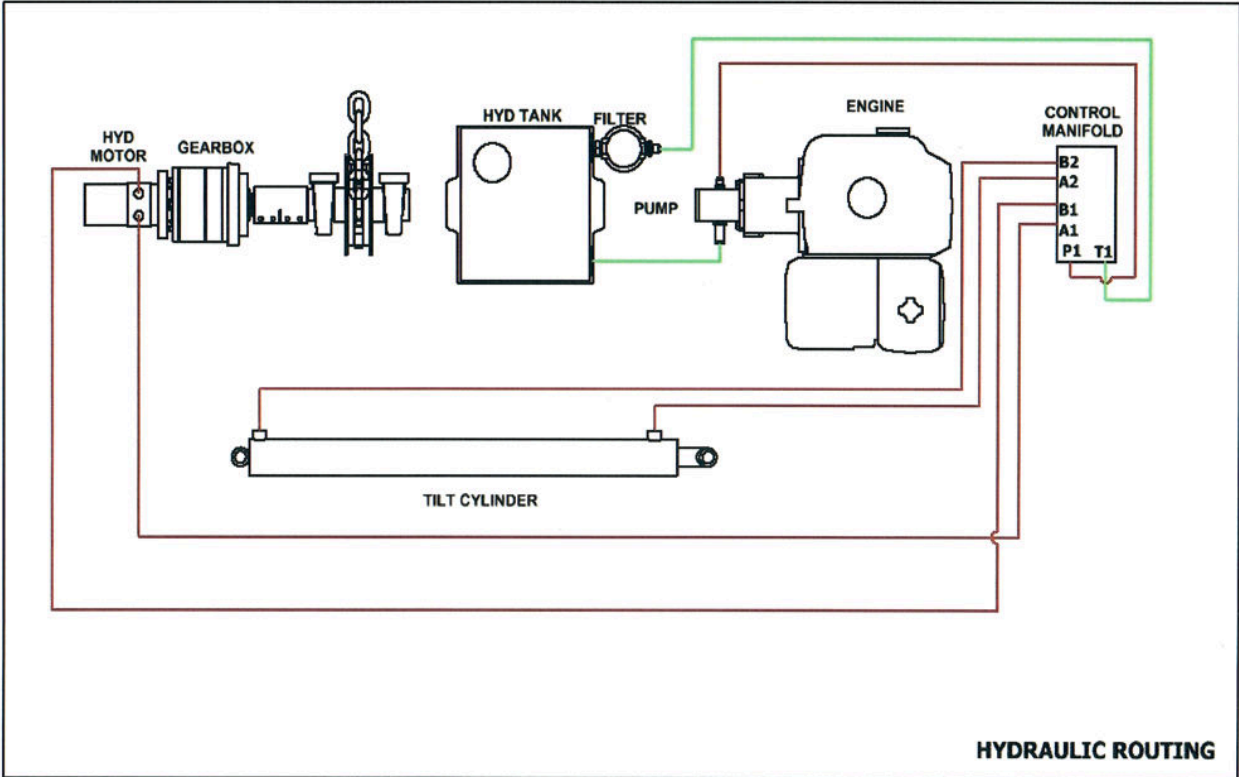 HYD TANK
FILTER
ENGINE
CONTROL
MANIFOLD
HYD
MOTOR
GEARBOX
B2
A2
PUMP
B1
A1
P1 T1
TILT CYLINDER
HYDRAULIC ROUTING